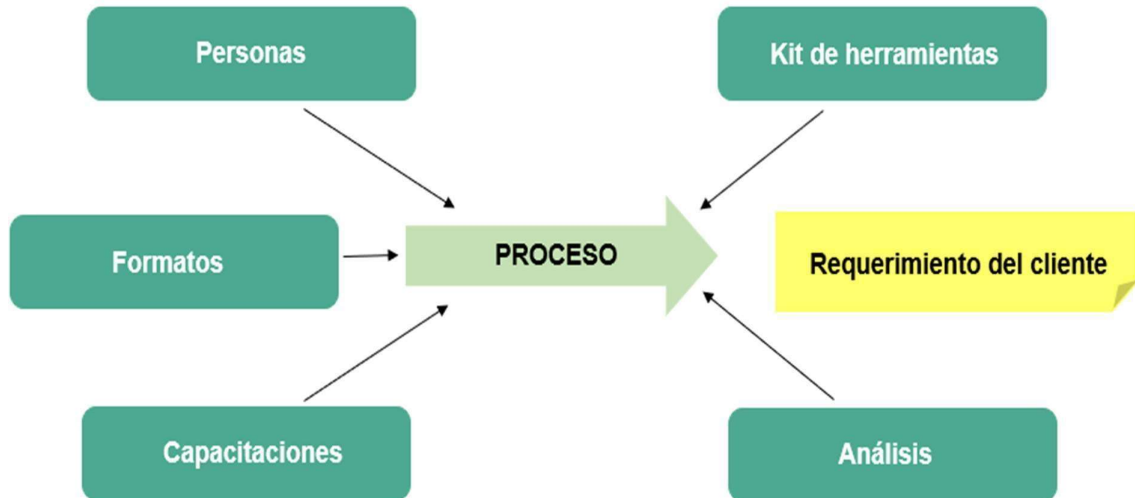 Personas
Kit de herramientas
Formatos
PROCESO
Requerimiento del cliente
Capacitaciones
Análisis